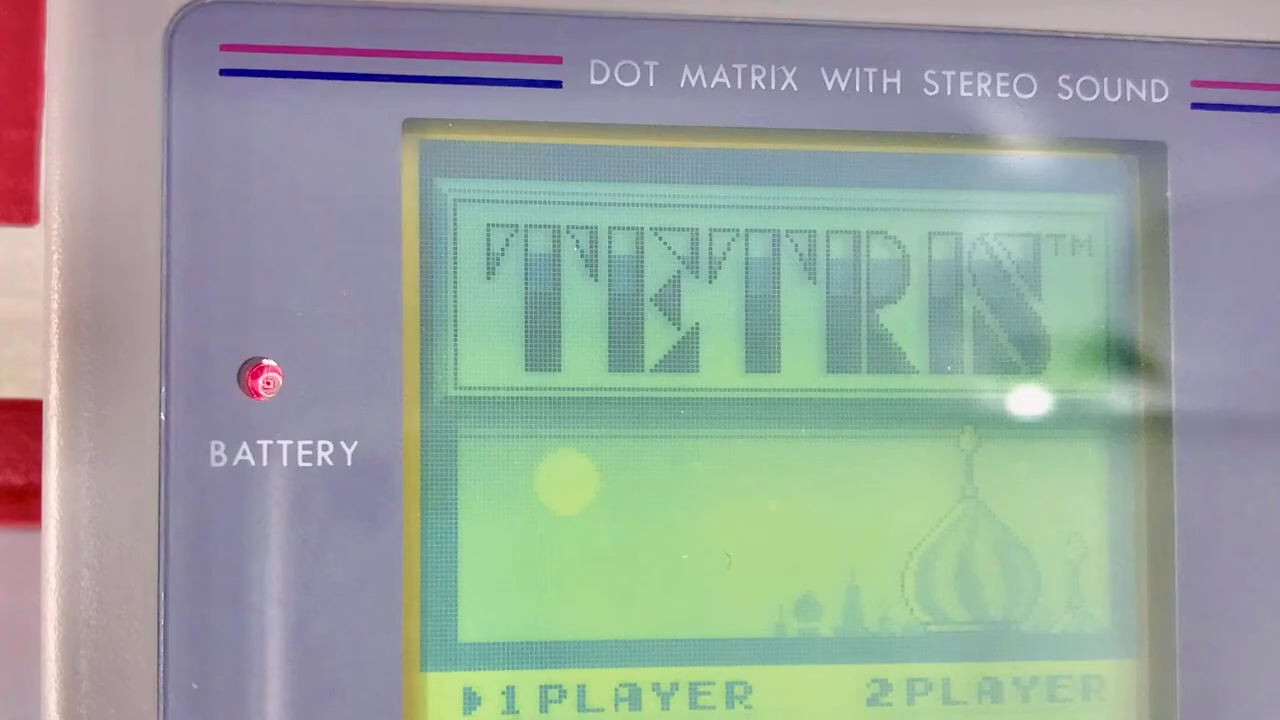 DOT MATRIX WITH STEREO SOUND
TETRIS™
BATTERY
1PLAYER 2PLAYER